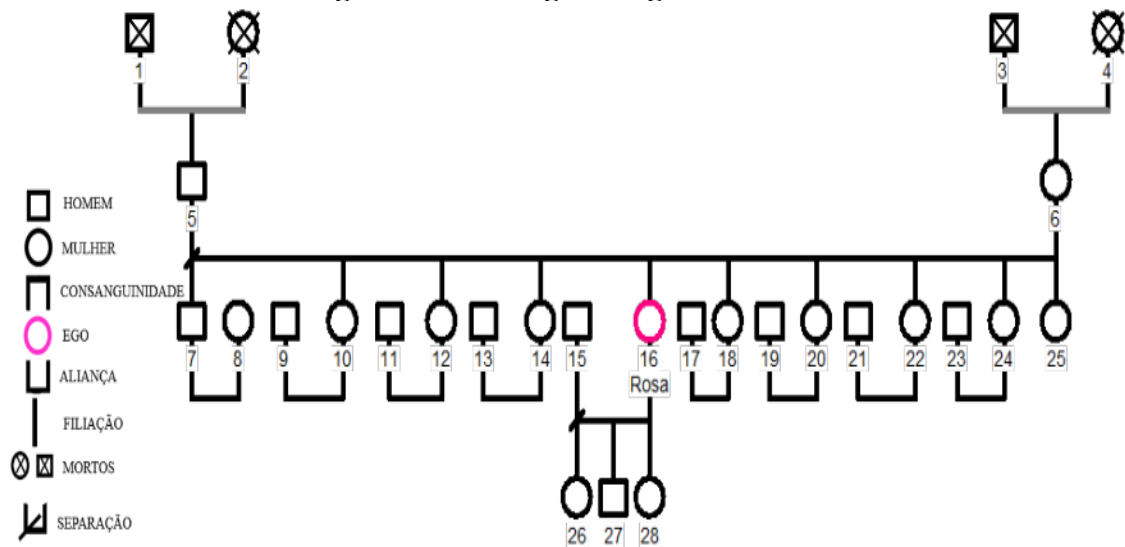 1 2 3 4
5 6
HOMEM
MULHER
CONSANGUINIDADE
EGO
ALIANÇA
FILIAÇÃO
MORTOS
SEPARAÇÃO
7 8 9 10 11 12 13 14 15 16 17 18 19 20 21 22 23 24 25
Rosa
26 27 28